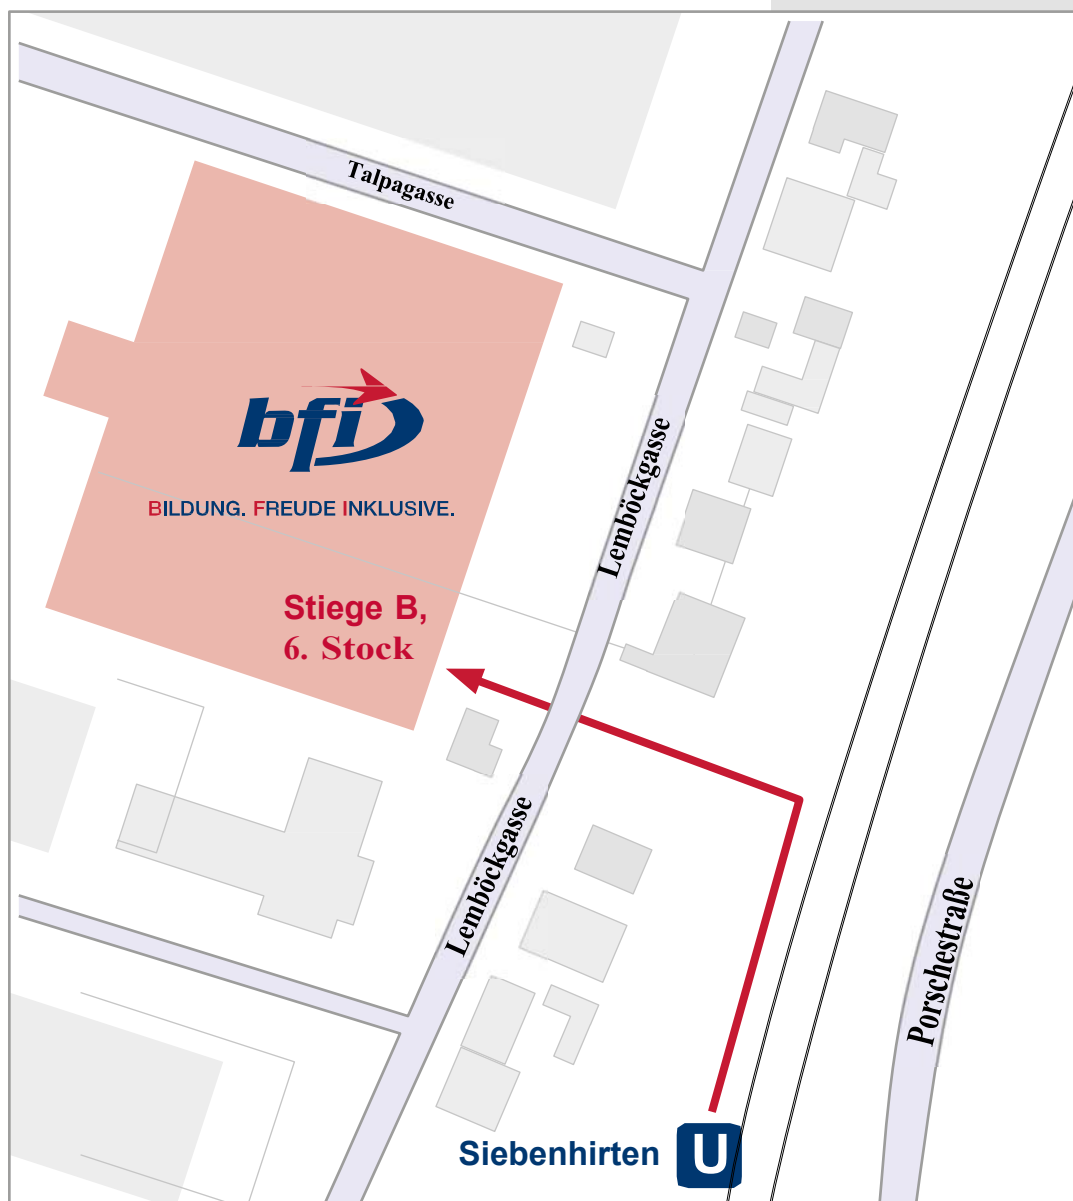 Talpagasse
bfi
BILDUNG. FREUDE INKLUSIVE.
Lemböckgasse
Stiege B,
6. Stock
Lemböckgasse
Porschestraße
Siebenhirten U